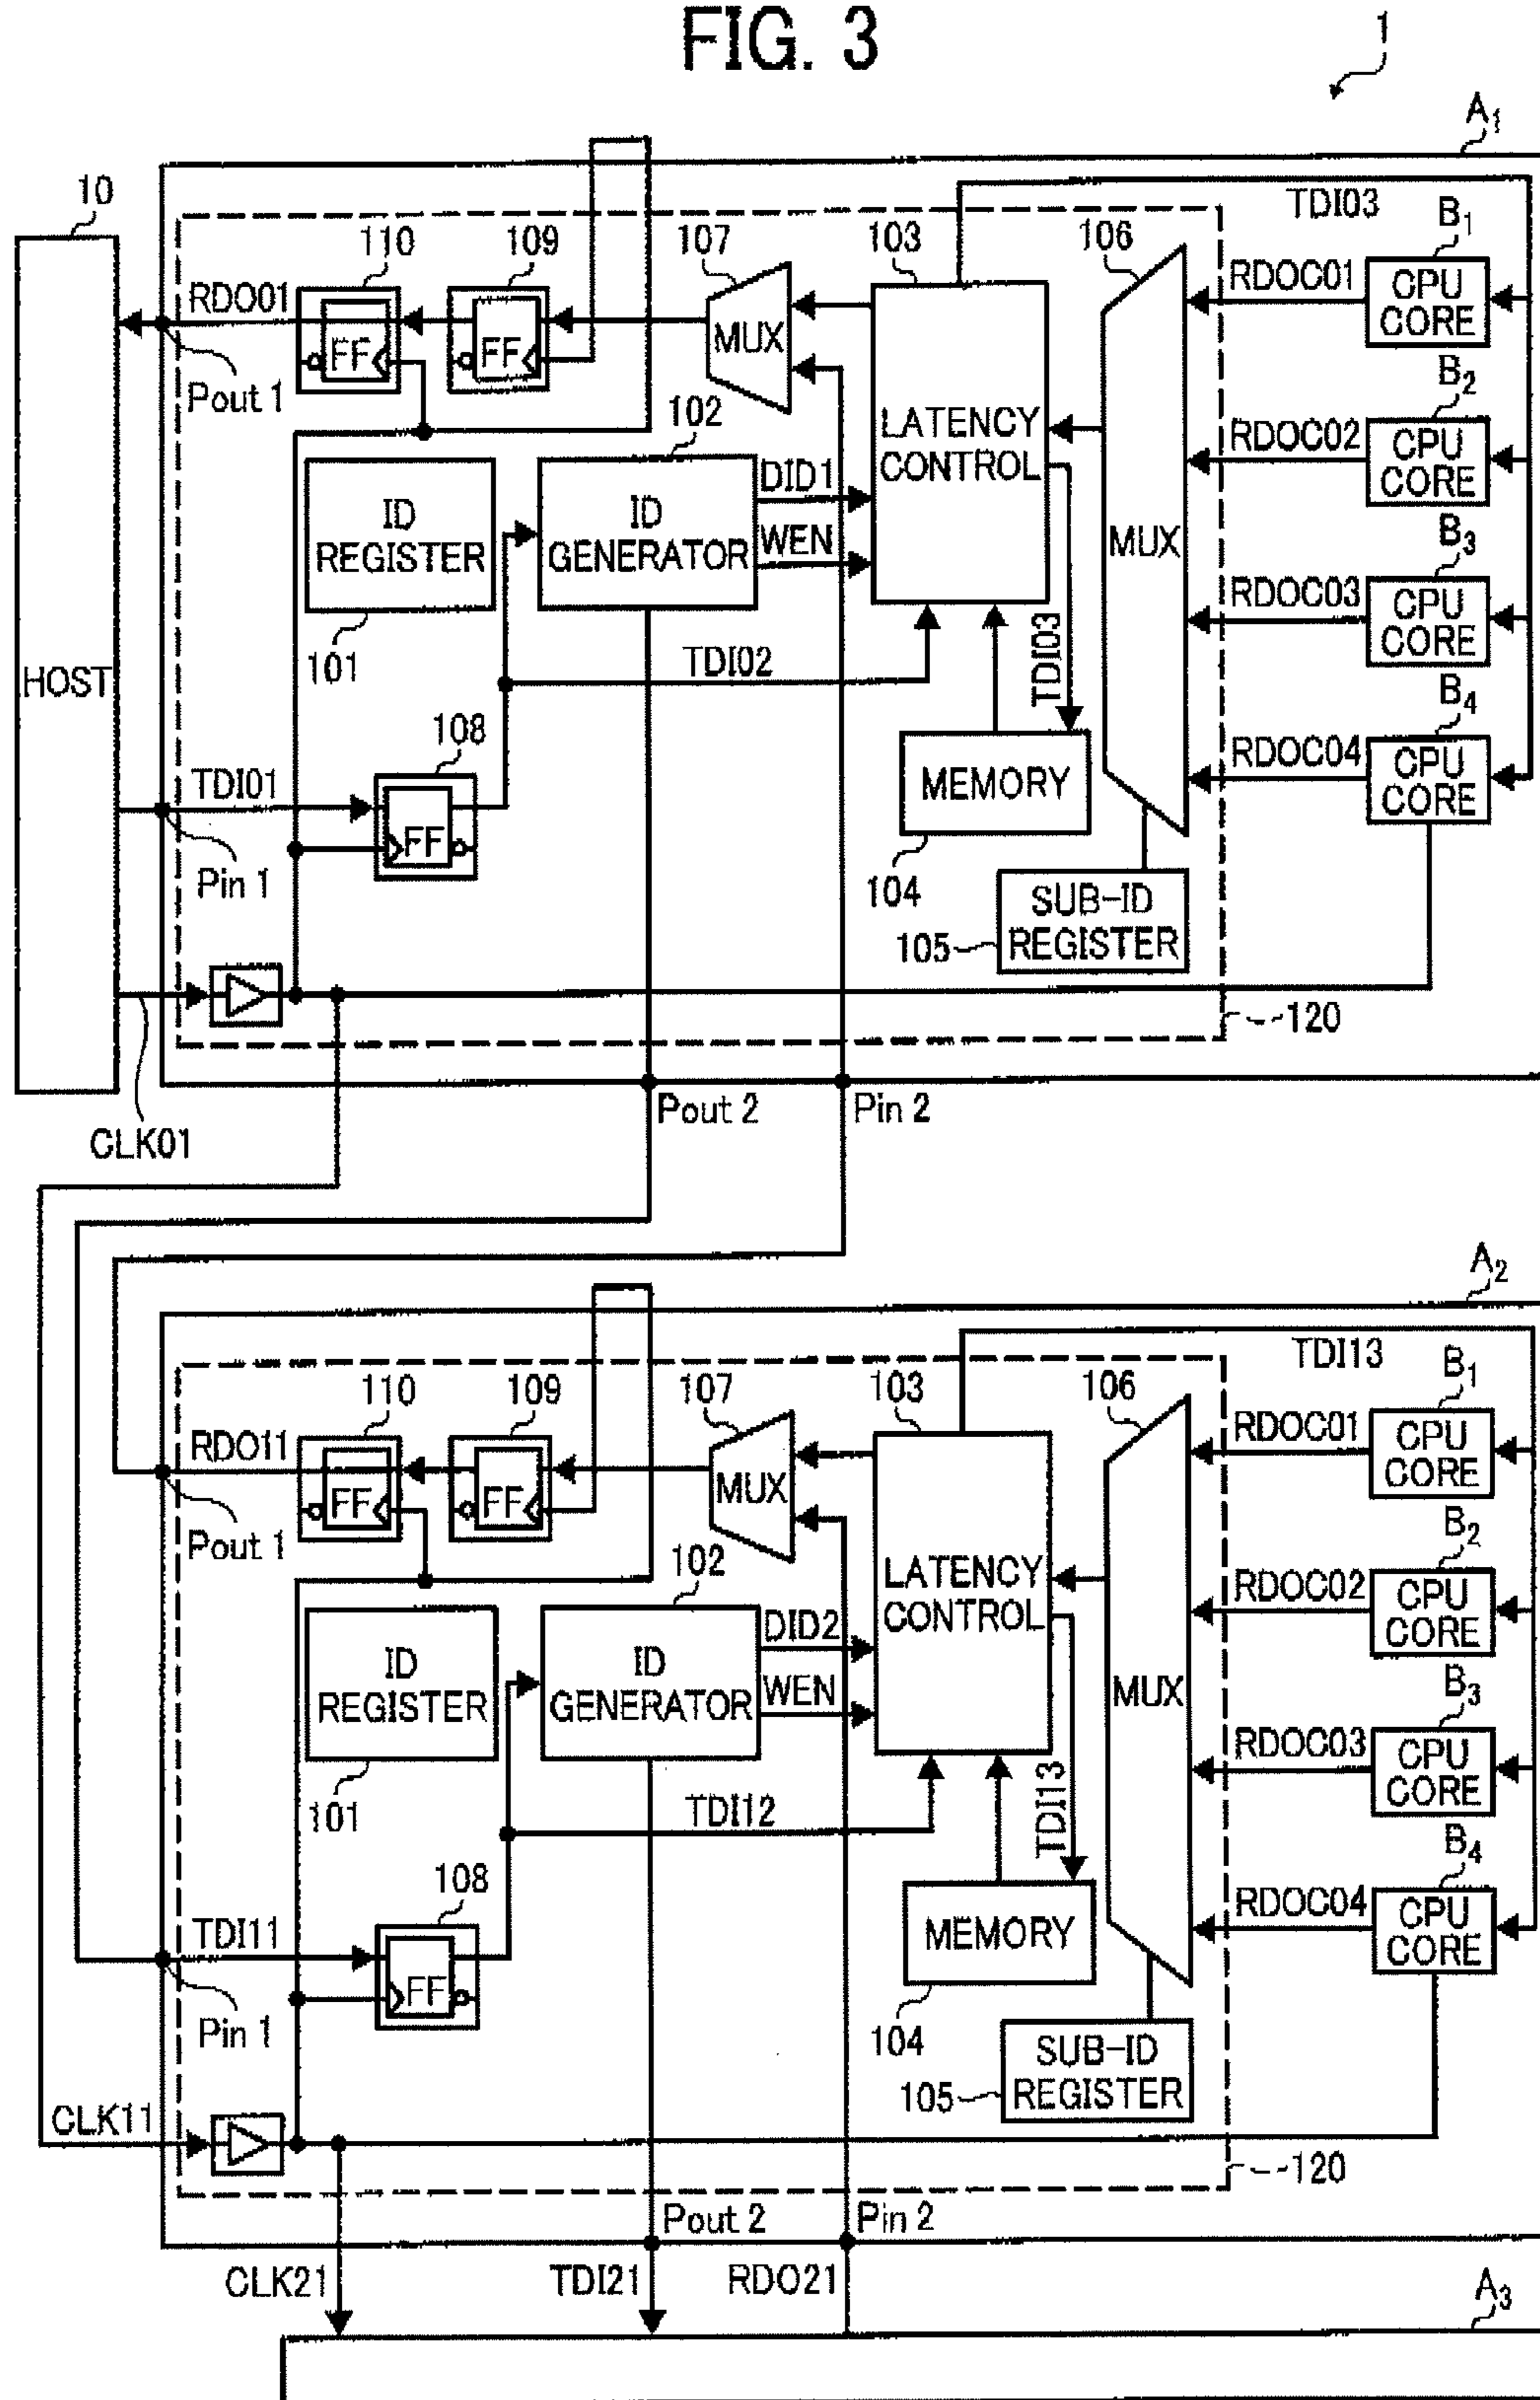 FIG. 3
1
A1
10
TDI03
110
109
107
103
106
B1
RDO01
RDOC01
CPU
CORE
FF
FF
MUX
Pout 1
B2
102
LATENCY
CONTROL
RDOC02
CPU
CORE
DID1
ID
REGISTER
ID
GENERATOR
WEN
MUX
B3
RDOC03
CPU
CORE
101
TDI02
TDI03
HOST
B4
108
RDOC04
CPU
CORE
TDI01
MEMORY
FF
Pin 1
104
SUB-ID
REGISTER
105
120
Pout 2
Pin 2
CLK01
A2
TDI13
110
109
107
103
106
B1
RDO11
RDOC01
CPU
CORE
FF
FF
MUX
Pout 1
B2
102
LATENCY
CONTROL
RDOC02
CPU
CORE
DID2
ID
REGISTER
ID
GENERATOR
WEN
MUX
B3
RDOC03
CPU
CORE
101
TDI12
TDI13
B4
108
RDOC04
CPU
CORE
TDI11
MEMORY
FF
Pin 1
104
SUB-ID
REGISTER
105
CLK11
120
Pout 2
Pin 2
CLK21
TDI21
RDO21
A3